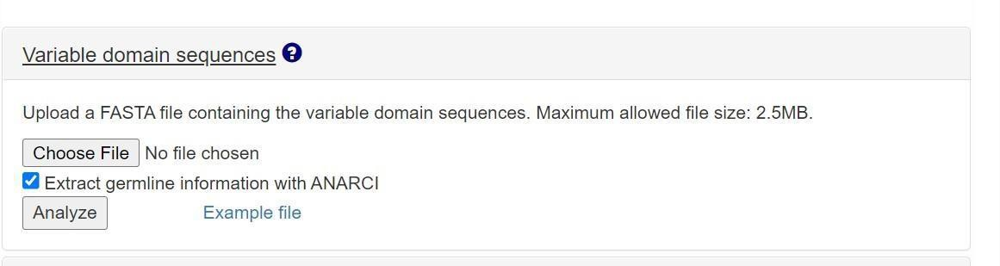 Variable domain sequences ?
Upload a FASTA file containing the variable domain sequences. Maximum allowed file size: 2.5MB.
Choose File No file chosen
Extract germline information with ANARCI
Analyze Example file